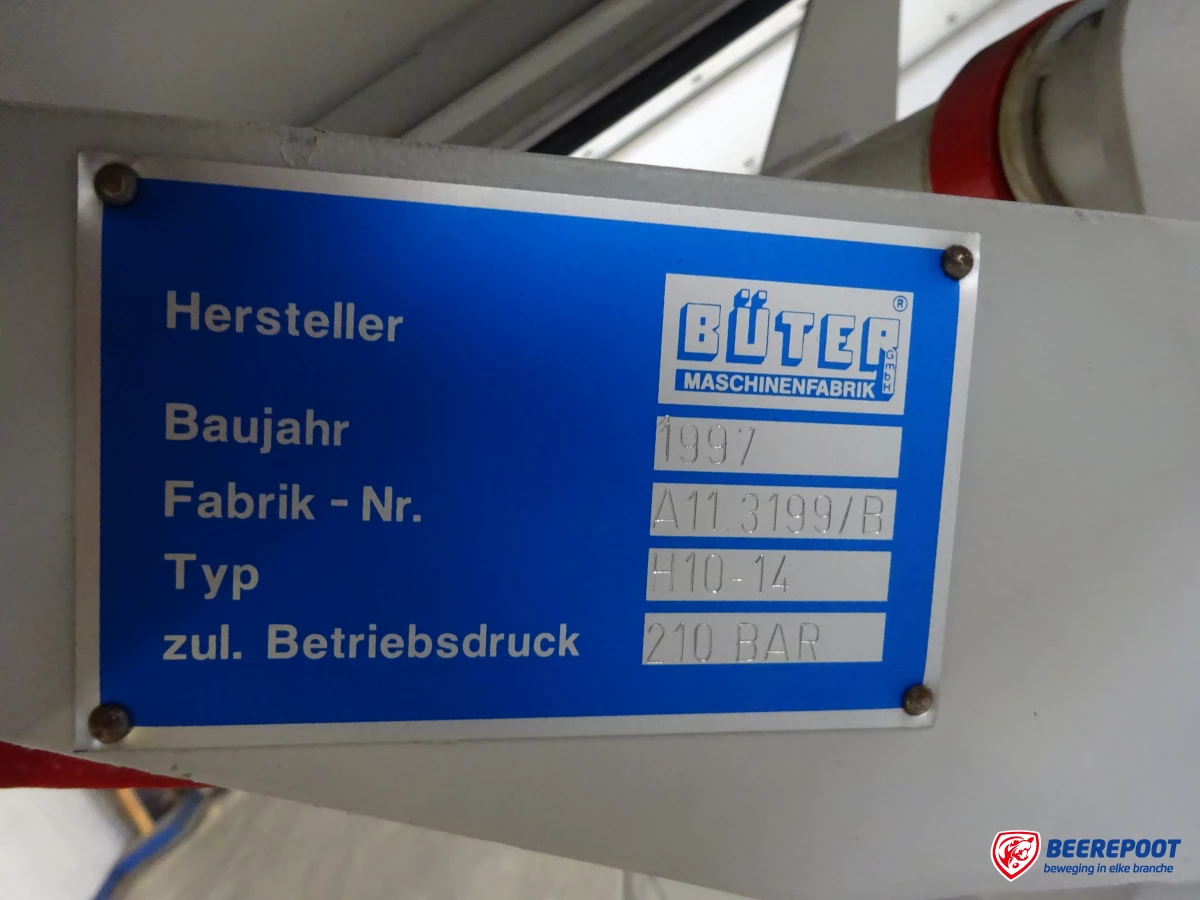 Hersteller
BÜTER ®
GmbH
MASCHINENFABRIK
Baujahr 1997
Fabrik - Nr. A11.3199/B
Typ H10-14
zul. Betriebsdruck 210 BAR
BEEREPOOT
beweging in elke branche